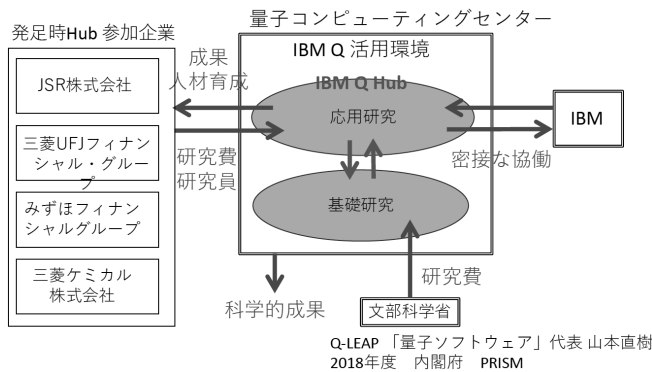 量子コンピューティングセンター
発足時Hub 参加企業
JSR株式会社
三菱UFJフィナン
シャル・グルー
プ
みずほフィナン
シャルグループ
三菱ケミカル
株式会社
成果
人材育成
研究費
研究員
IBM Q 活用環境
IBM Q Hub
応用研究
基礎研究
IBM
密接な協働
科学的成果
研究費
文部科学省
Q-LEAP 「量子ソフトウェア」代表 山本直樹
2018年度　内閣府　PRISM